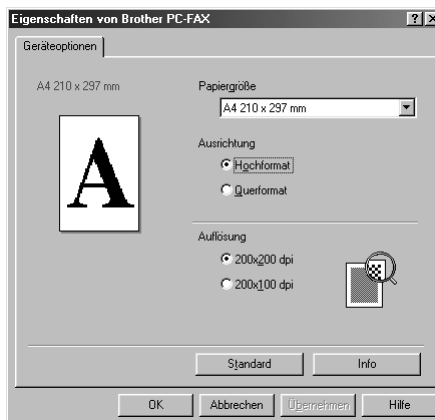 Eigenschaften von Brother PC-FAX
Geräteoptionen
A4 210 x 297 mm
Papiergröße
A4 210 x 297 mm
A
Ausrichtung
Hochformat
Querformat
Auflösung
200x200 dpi
200x100 dpi
Standard Info
OK Abbrechen Übernehmen Hilfe